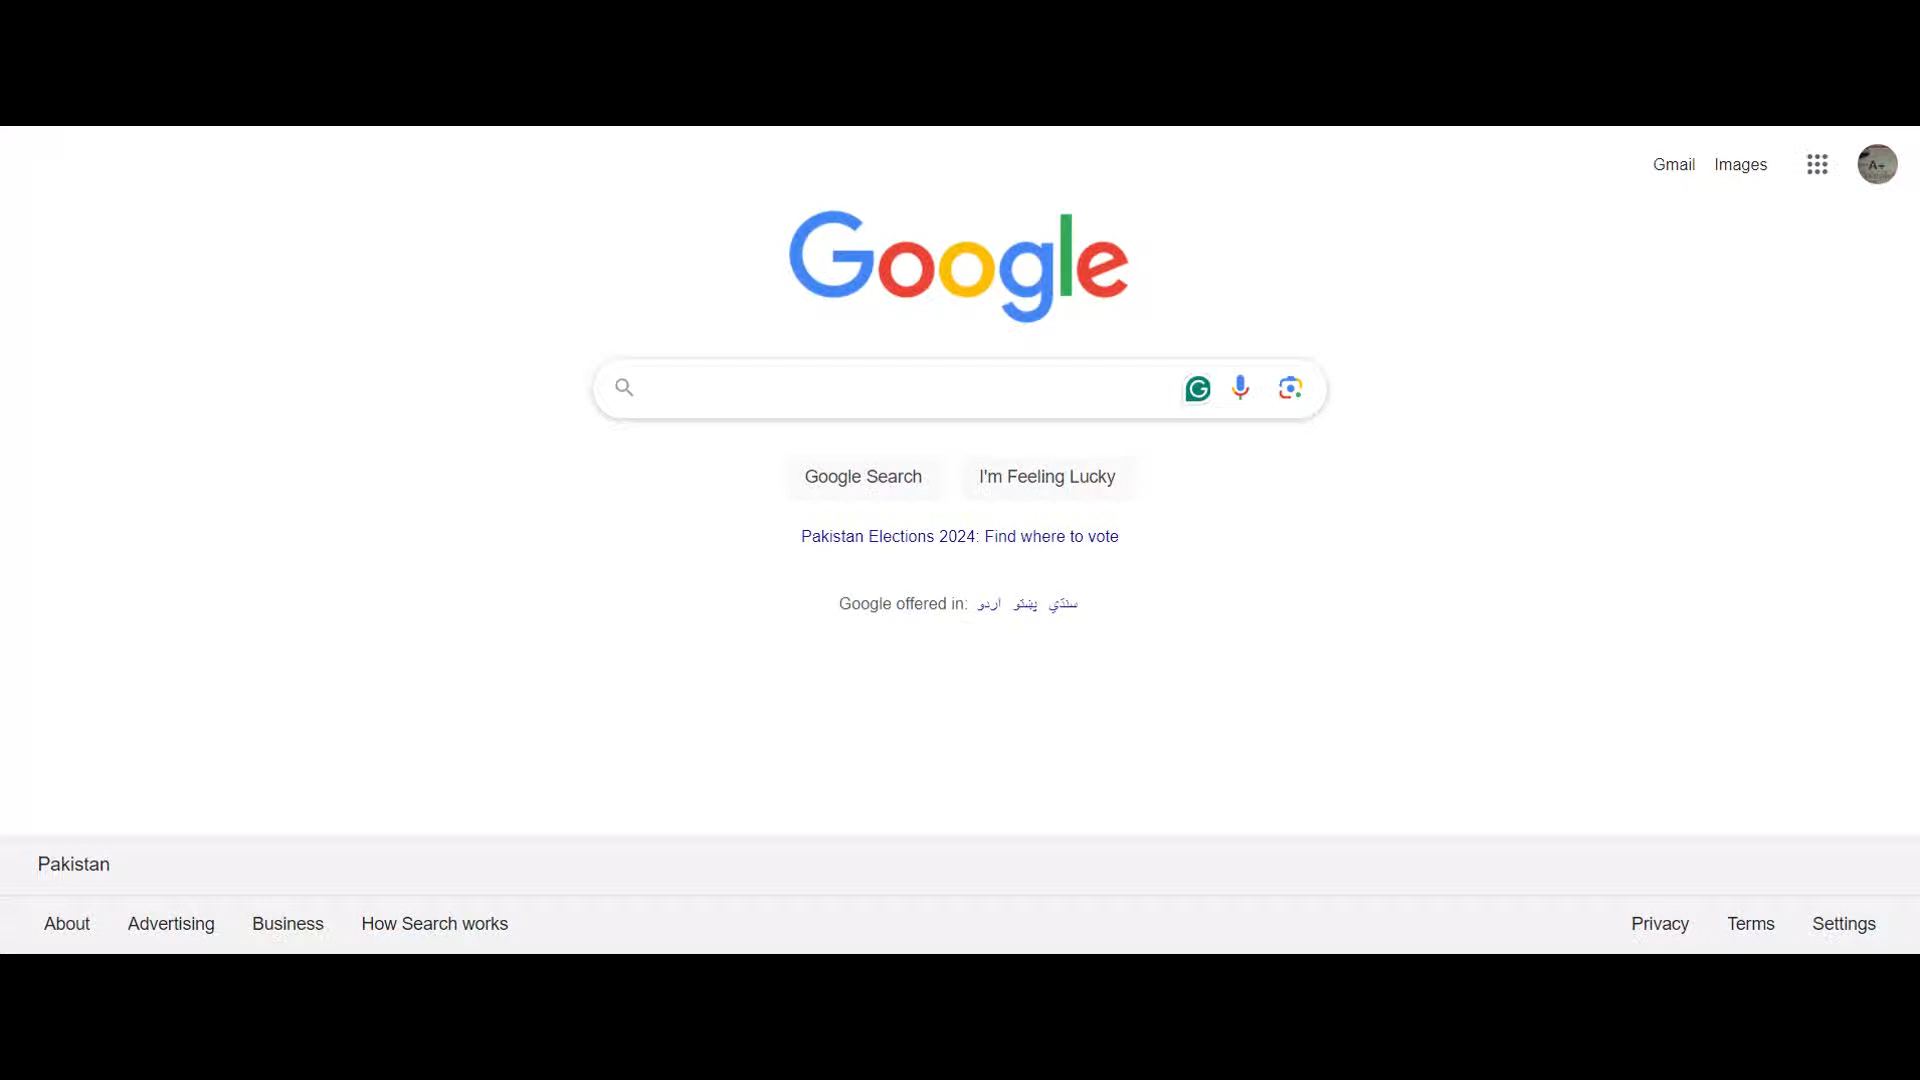 Gmail Images
A+
Google
Google Search I'm Feeling Lucky
Pakistan Elections 2024: Find where to vote
Google offered in: اردو پښتو سنڌي
Pakistan
About Advertising Business How Search works Privacy Terms Settings